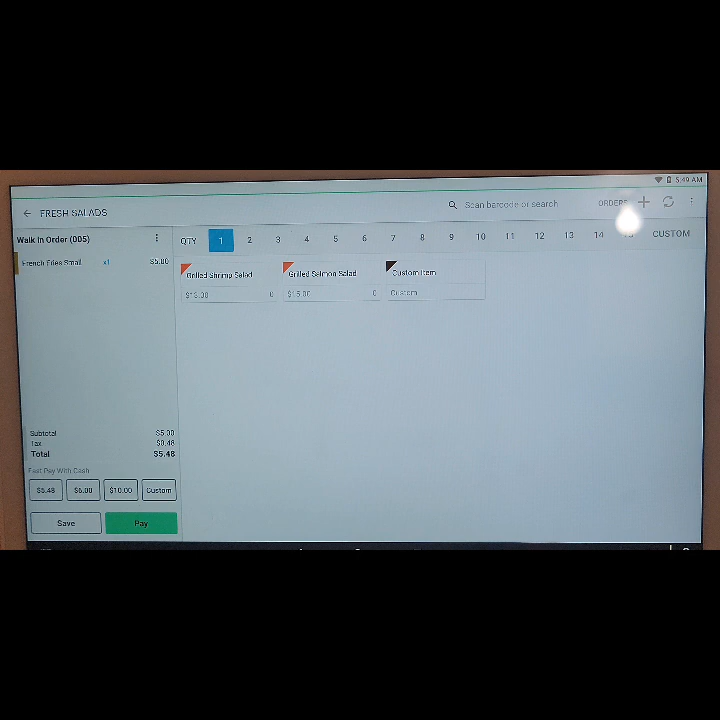 5:49 AM
← FRESH SALADS
Scan barcode or search
ORDERS
Walk In Order (005)
QTY 1 2 3 4 5 6 7 8 9 10 11 12 13 14 CUSTOM
French Fries Small x1 $5.00
Grilled Shrimp Salad
0
Grilled Salmon Salad
$15.00 0
Custom Item
Custom
Subtotal $5.00
Tax $0.48
Total $5.48
Fast Pay With Cash
$5.48 $6.00 $10.00 Custom
Save Pay